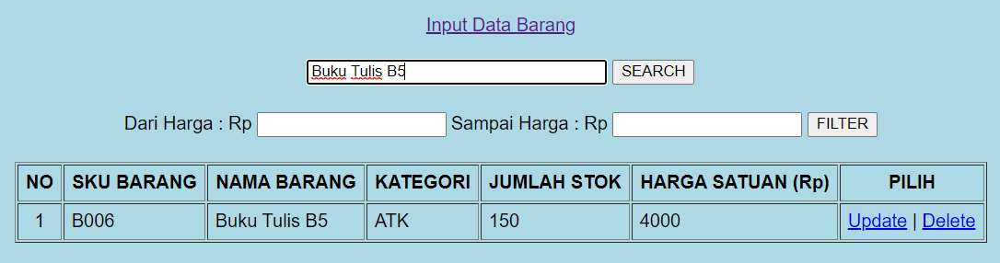 Input Data Barang
Buku Tulis B5 SEARCH
Dari Harga : Rp Sampai Harga : Rp FILTER
NO SKU BARANG NAMA BARANG KATEGORI JUMLAH STOK HARGA SATUAN (Rp) PILIH
1 B006 Buku Tulis B5 ATK 150 4000 Update | Delete